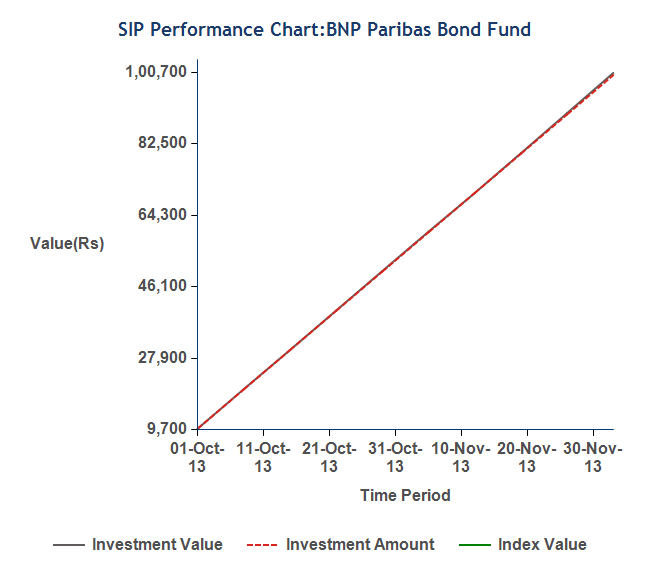 SIP Performance Chart:BNP Paribas Bond Fund
1,00,700
82,500
64,300
Value(Rs)
46,100
27,900
9,700
01-Oct-13
11-Oct-13
21-Oct-13
31-Oct-13
10-Nov-13
20-Nov-13
30-Nov-13
Time Period
Investment Value
Investment Amount
Index Value